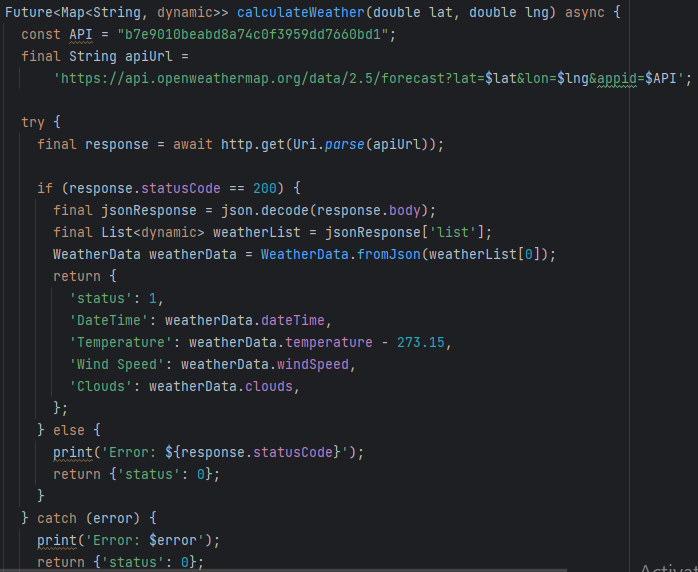 Future<Map<String, dynamic>> calculateWeather(double lat, double lng) async {
  const API = "b7e9010beabd8a74c0f3959dd7660bd1";
  final String apiUrl =
      'https://api.openweathermap.org/data/2.5/forecast?lat=$lat&lon=$lng&appid=$API';

  try {
    final response = await http.get(Uri.parse(apiUrl));

    if (response.statusCode == 200) {
      final jsonResponse = json.decode(response.body);
      final List<dynamic> weatherList = jsonResponse['list'];
      WeatherData weatherData = WeatherData.fromJson(weatherList[0]);
      return {
        'status': 1,
        'DateTime': weatherData.dateTime,
        'Temperature': weatherData.temperature - 273.15,
        'Wind Speed': weatherData.windSpeed,
        'Clouds': weatherData.clouds,
      };
    } else {
      print('Error: ${response.statusCode}');
      return {'status': 0};
    }
  } catch (error) {
    print('Error: $error');
    return {'status': 0};